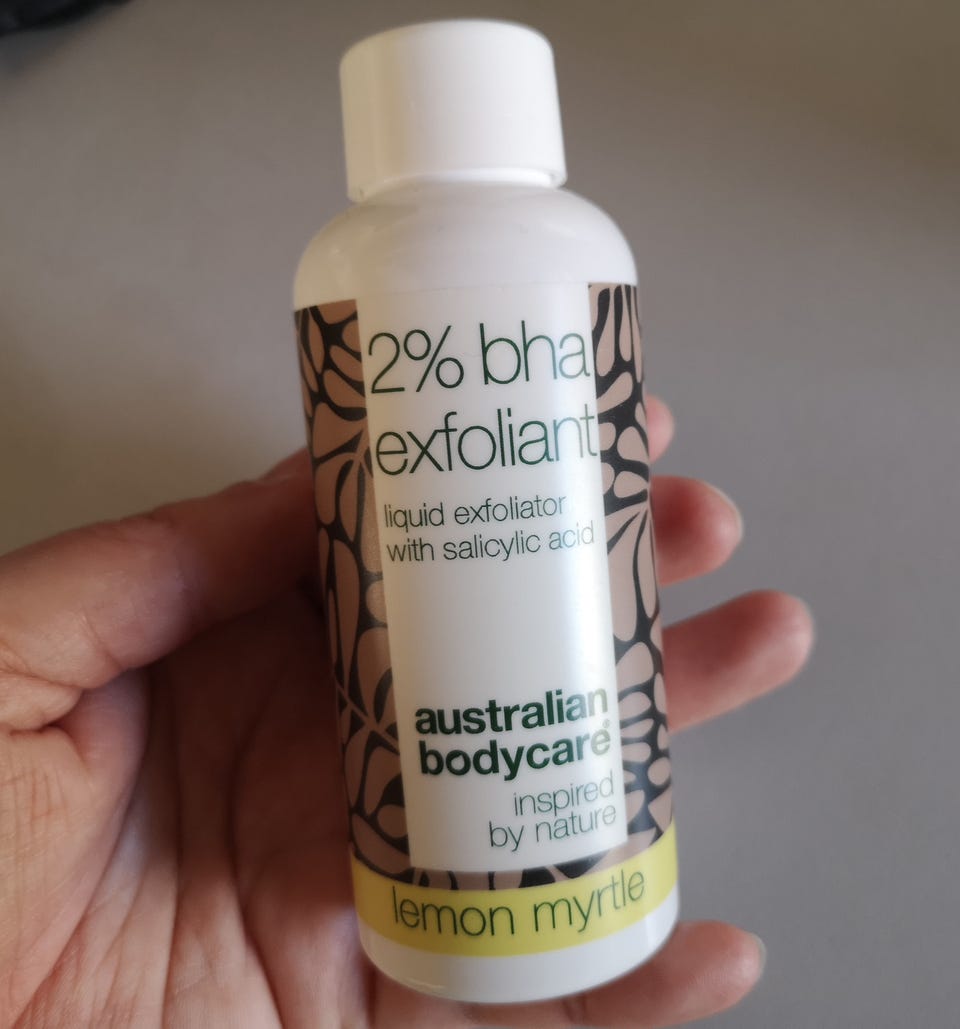 2% bha
exfoliant
liquid exfoliator
with salicylic acid
australian
bodycare®
inspired
by nature
lemon myrtle